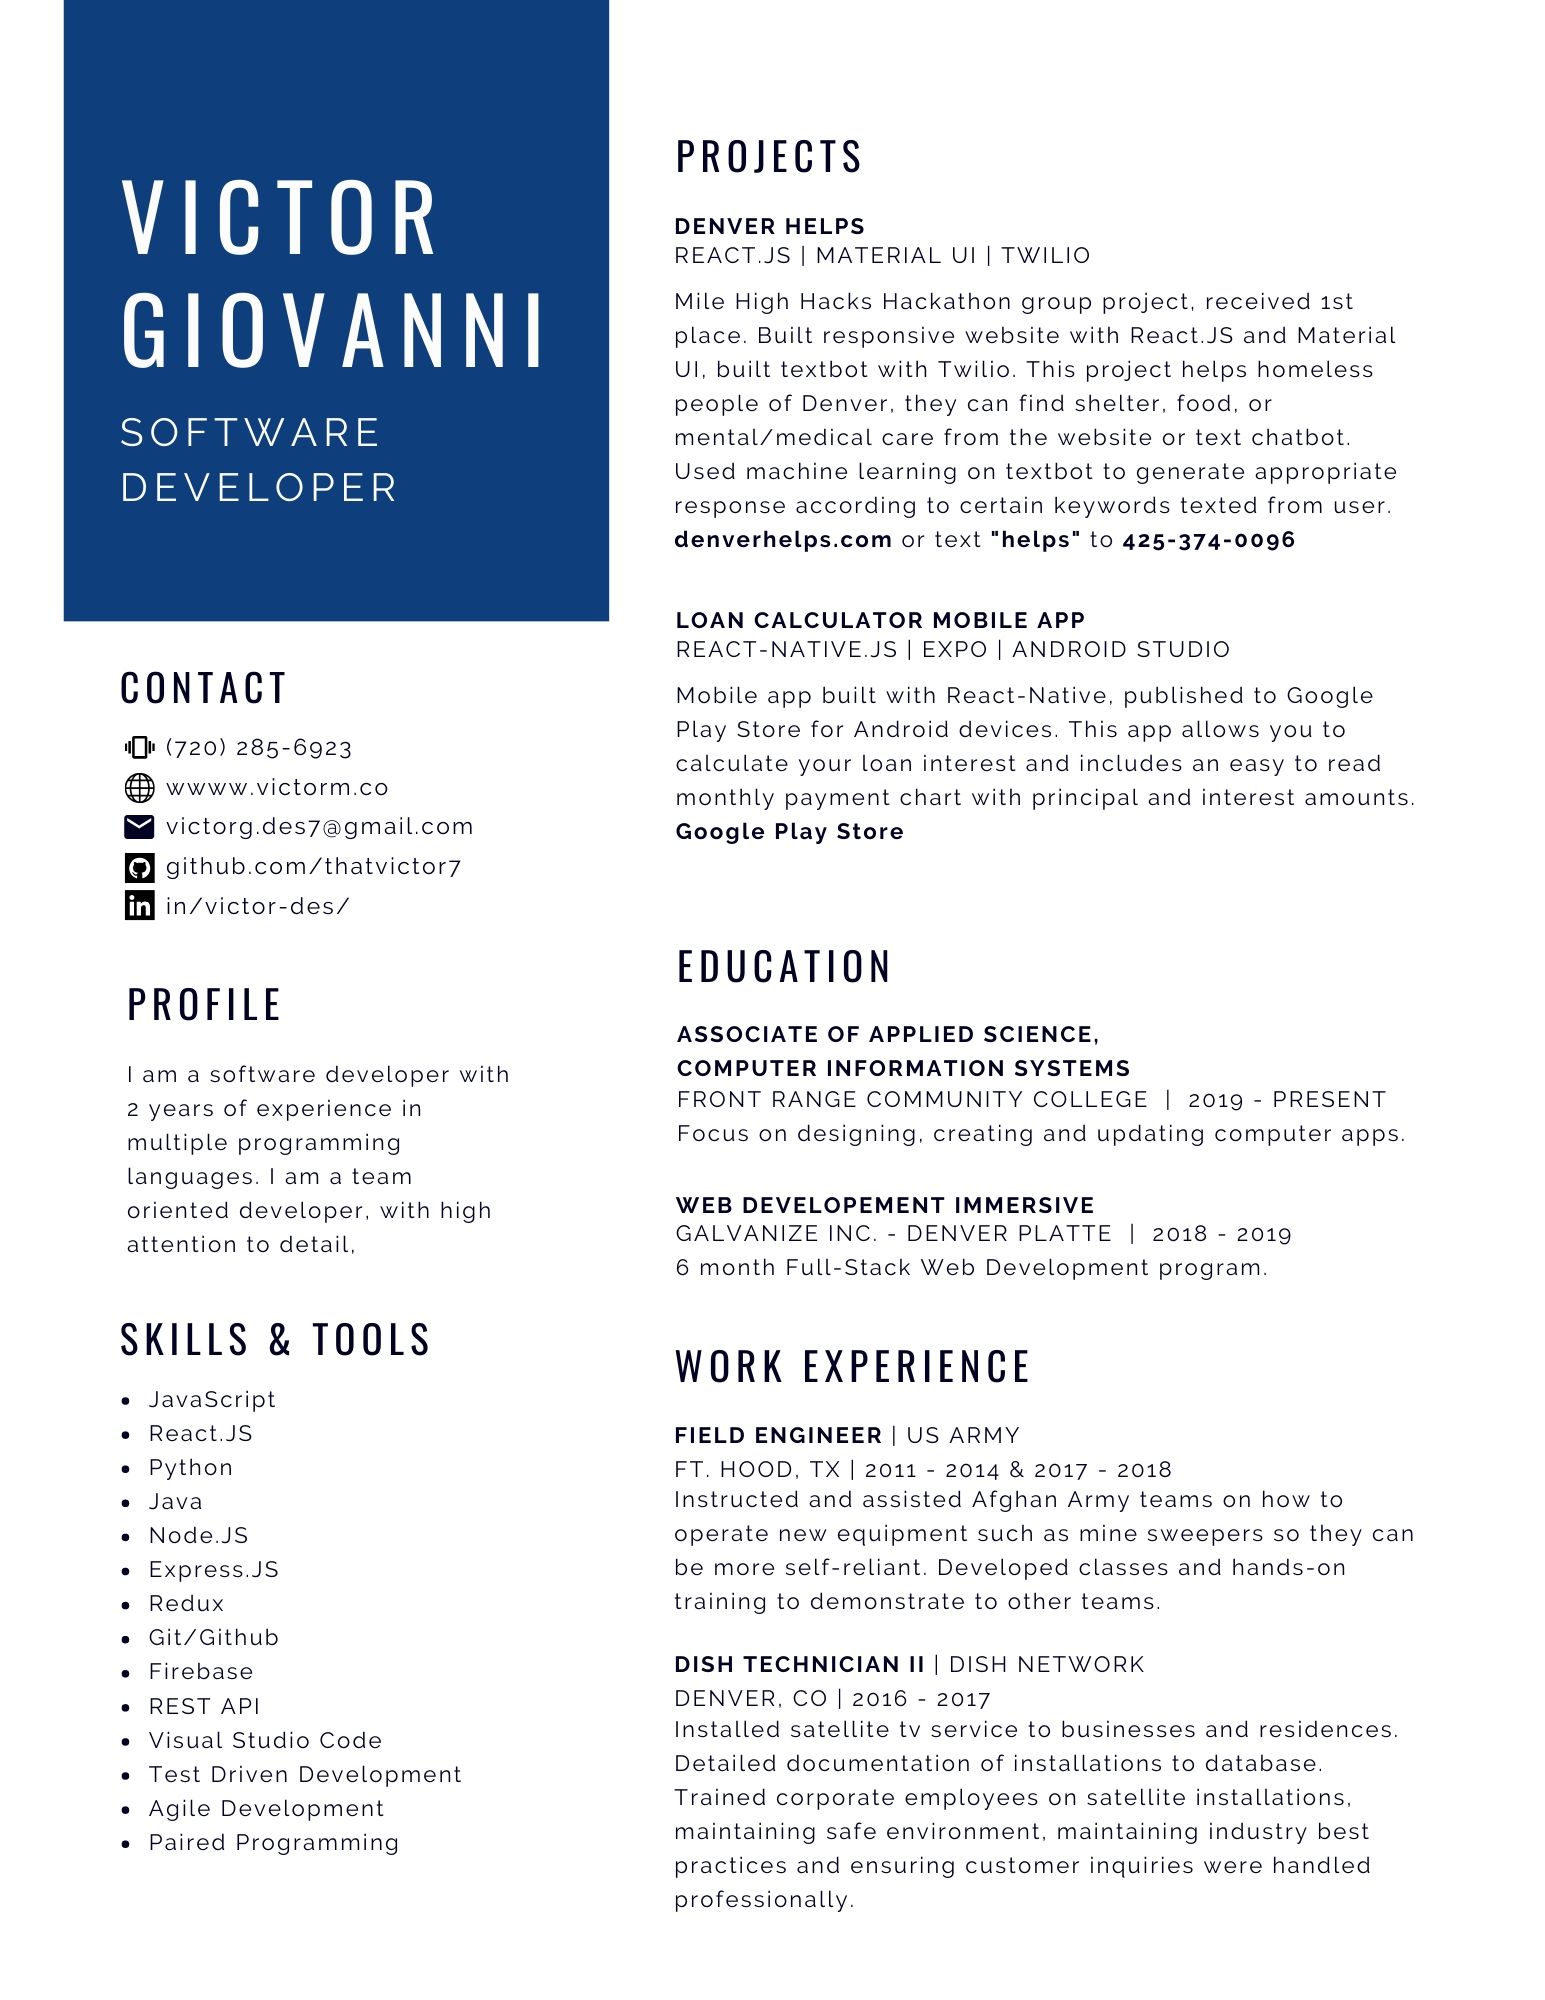 VICTOR
GIOVANNI
SOFTWARE
DEVELOPER
CONTACT
(720) 285-6923
wwww.victorm.co
victorg.des7@gmail.com
github.com/thatvictor7
in/victor-des/
PROFILE
I am a software developer with
2 years of experience in
multiple programming
languages. I am a team
oriented developer, with high
attention to detail,
SKILLS & TOOLS
• JavaScript
• React.JS
• Python
• Java
• Node.JS
• Express.JS
• Redux
• Git/Github
• Firebase
• REST API
• Visual Studio Code
• Test Driven Development
• Agile Development
• Paired Programming
PROJECTS
DENVER HELPS
REACT.JS | MATERIAL UI | TWILIO
Mile High Hacks Hackathon group project, received 1st
place. Built responsive website with React.JS and Material
UI, built textbot with Twilio. This project helps homeless
people of Denver, they can find shelter, food, or
mental/medical care from the website or text chatbot.
Used machine learning on textbot to generate appropriate
response according to certain keywords texted from user.
denverhelps.com or text "helps" to 425-374-0096
LOAN CALCULATOR MOBILE APP
REACT-NATIVE.JS | EXPO | ANDROID STUDIO
Mobile app built with React-Native, published to Google
Play Store for Android devices. This app allows you to
calculate your loan interest and includes an easy to read
monthly payment chart with principal and interest amounts.
Google Play Store
EDUCATION
ASSOCIATE OF APPLIED SCIENCE,
COMPUTER INFORMATION SYSTEMS
FRONT RANGE COMMUNITY COLLEGE | 2019 - PRESENT
Focus on designing, creating and updating computer apps.
WEB DEVELOPEMENT IMMERSIVE
GALVANIZE INC. - DENVER PLATTE | 2018 - 2019
6 month Full-Stack Web Development program.
WORK EXPERIENCE
FIELD ENGINEER | US ARMY
FT. HOOD, TX | 2011 - 2014 & 2017 - 2018
Instructed and assisted Afghan Army teams on how to
operate new equipment such as mine sweepers so they can
be more self-reliant. Developed classes and hands-on
training to demonstrate to other teams.
DISH TECHNICIAN II | DISH NETWORK
DENVER, CO | 2016 - 2017
Installed satellite tv service to businesses and residences.
Detailed documentation of installations to database.
Trained corporate employees on satellite installations,
maintaining safe environment, maintaining industry best
practices and ensuring customer inquiries were handled
professionally.